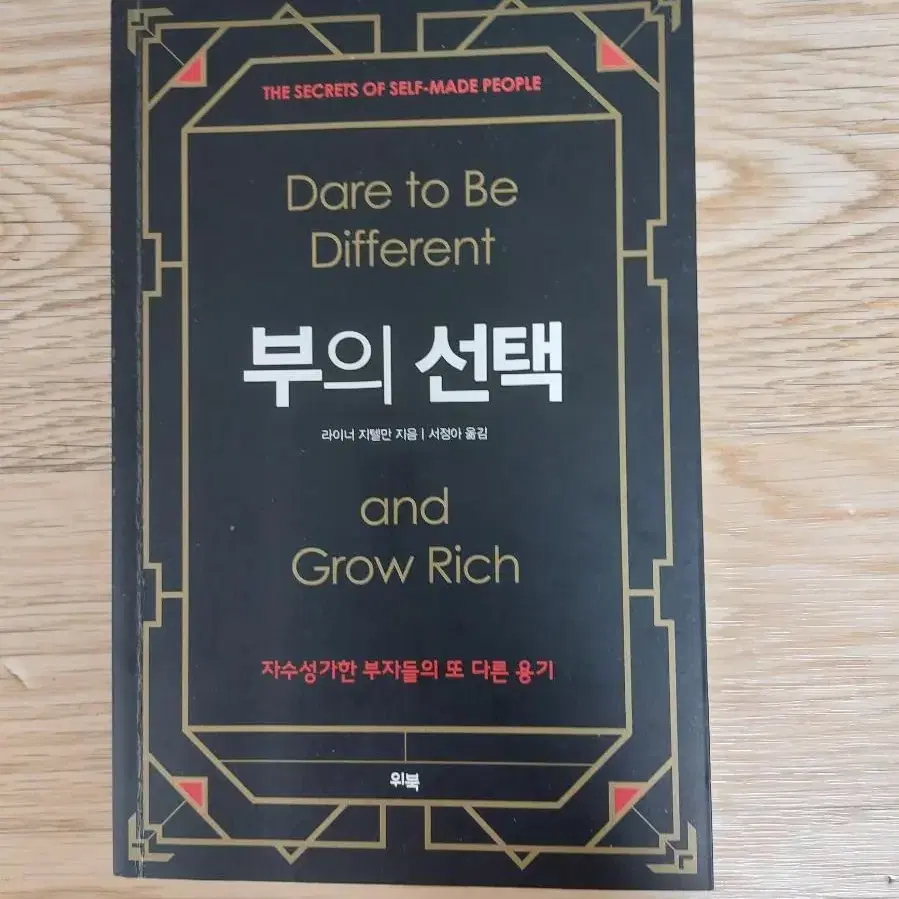 THE SECRETS OF SELF-MADE PEOPLE
Dare to Be
Different
부의 선택
라이너 지텔만 지음 | 서정아 옮김
and
Grow Rich
자수성가한 부자들의 또 다른 용기
위북